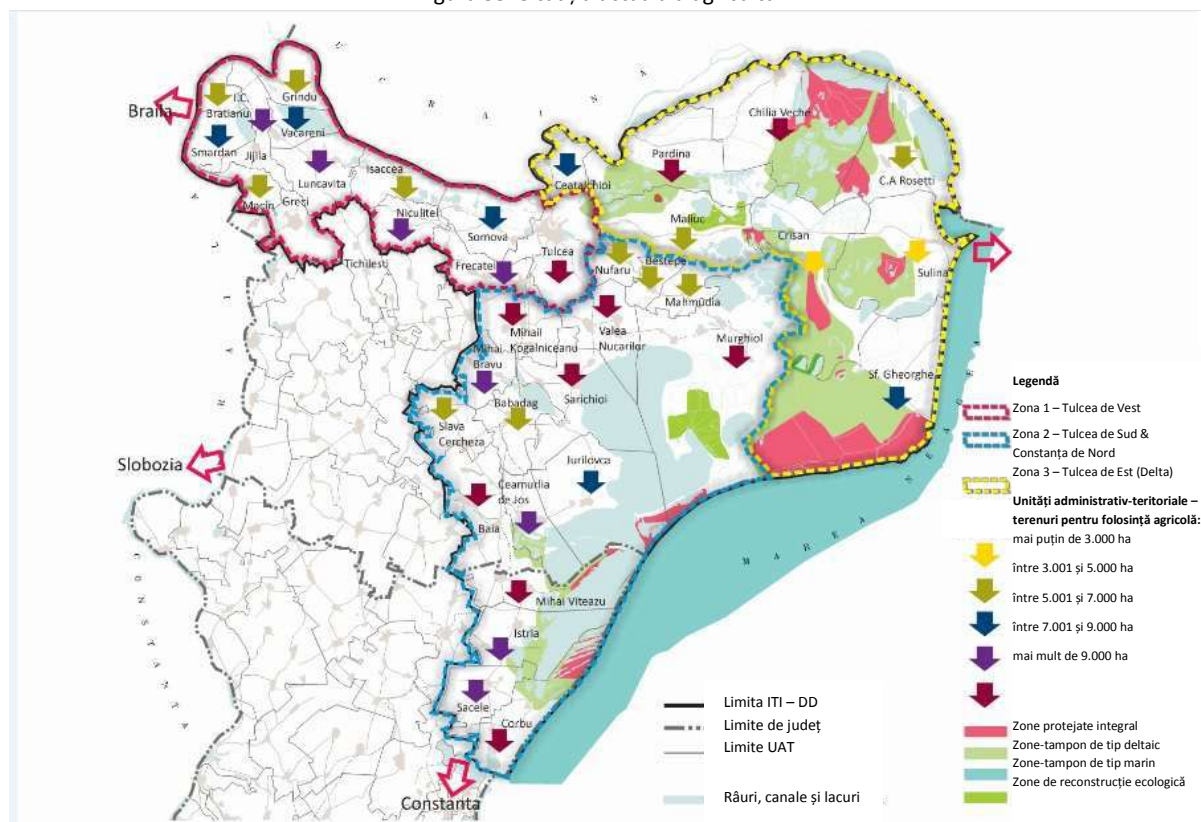 U C R A I N A
Braila
I.C.
Bratianu
Grindu
Vacareni
Smardan
Jijila
Luncavita
Isaccea
Macin
Greci
Niculitel
Somova
Tichilesti
Frecatei
Tulcea
Ceatalchioi
Pardina
Chilia Veche
C.A Rosetti
Maliuc
Crisan
Sulina
Nufaru
Bestepe
Mahmudia
Mihail
Kogalniceanu
Valea
Nucarilor
Murghiol
Mihai
Bravu
Babadag
Sarichioi
Sf. Gheorghe
Slava
Cercheza
Slobozia
Jurilovca
Ceamurlia
de Jos
Baia
Mihai Viteazu
Istria
Sacele
Corbu
Constanta
C O N S T A N T A
M A R E A N E A G R A
Legendă
Zona 1 – Tulcea de Vest
Zona 2 – Tulcea de Sud &
Constanța de Nord
Zona 3 – Tulcea de Est (Delta)
Unități administrativ-teritoriale –
terenuri pentru folosință agricolă:
mai puțin de 3.000 ha
între 3.001 și 5.000 ha
între 5.001 și 7.000 ha
între 7.001 și 9.000 ha
mai mult de 9.000 ha
Zone protejate integral
Zone-tampon de tip deltaic
Zone-tampon de tip marin
Zone de reconstrucție ecologică
Limita ITI – DD
Limite de județ
Limite UAT
Râuri, canale și lacuri